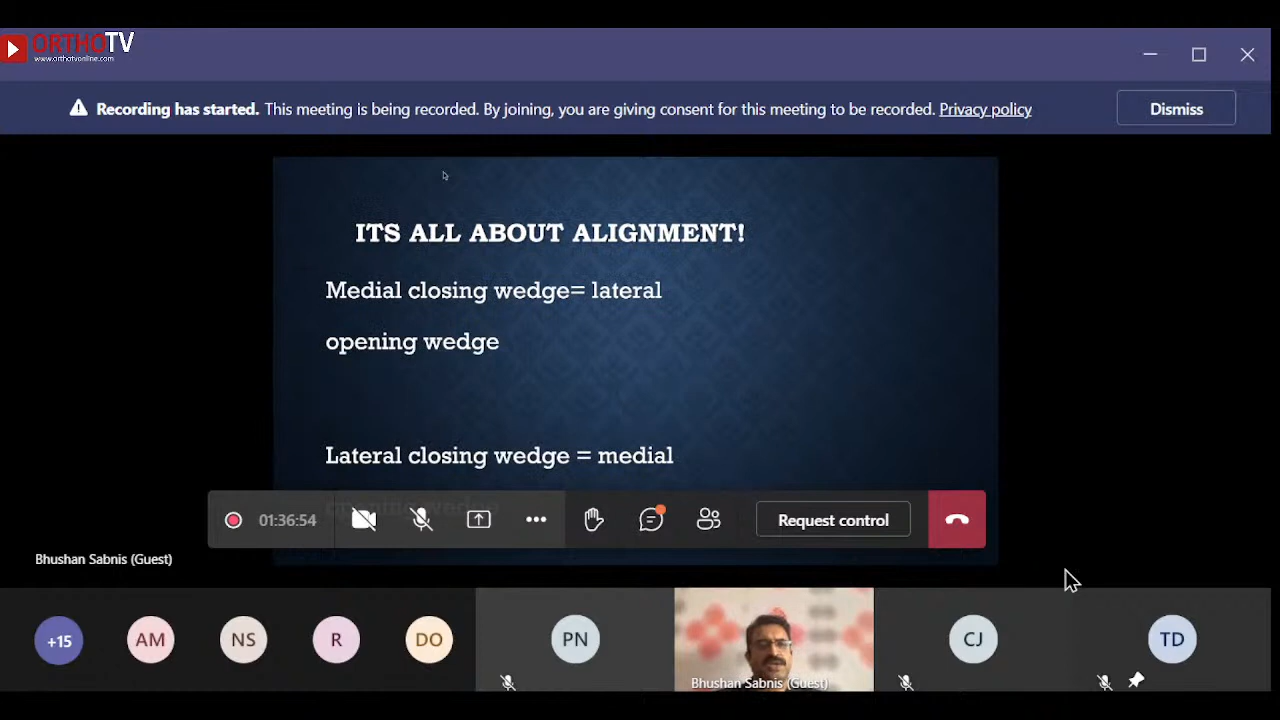 ORTHOTV
www.orthotvonline.com
Recording has started. This meeting is being recorded. By joining, you are giving consent for this meeting to be recorded. Privacy policy
Dismiss
ITS ALL ABOUT ALIGNMENT!
Medial closing wedge= lateral
opening wedge
Lateral closing wedge = medial
opening wedge
01:36:54
Request control
Bhushan Sabnis (Guest)
+15
AM
NS
R
DO
PN
Bhushan Sabnis (Guest)
CJ
TD